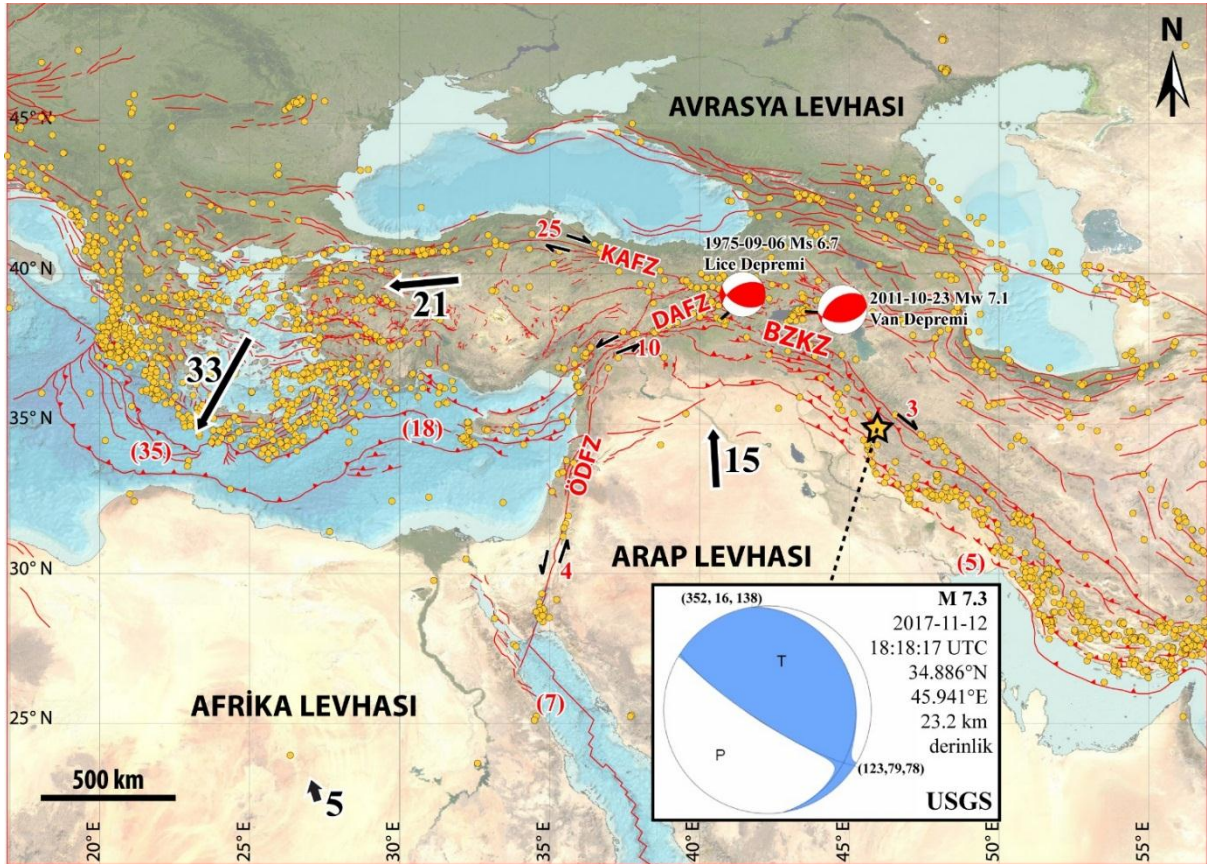 N
AVRASYA LEVHASI
45° N
25
KAFZ
1975-09-06 Ms 6.7
Lice Depremi
40° N
21
DAFZ
2011-10-23 Mw 7.1
Van Depremi
BZKZ
10
33
35° N
(35)
(18)
3
ÖDFZ
15
ARAP LEVHASI
30° N
4
(5)
(352, 16, 138)
M 7.3
2017-11-12
18:18:17 UTC
34.886°N
45.941°E
23.2 km
derinlik
T
P
(123,79,78)
USGS
(7)
AFRİKA LEVHASI
25° N
500 km
5
20° E
25° E
30° E
35° E
40° E
45° E
50° E
55° E